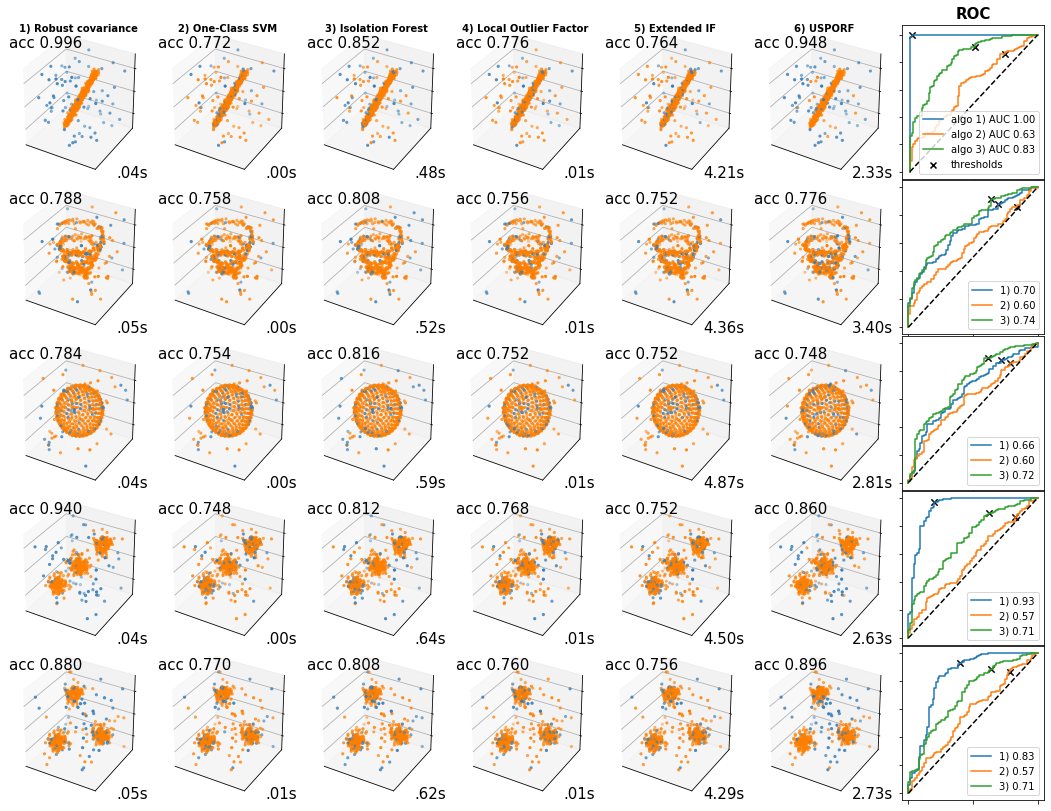 1) Robust covariance 2) One-Class SVM 3) Isolation Forest 4) Local Outlier Factor 5) Extended IF 6) USPORF ROC
acc 0.996 acc 0.772 acc 0.852 acc 0.776 acc 0.764 acc 0.948
algo 1) AUC 1.00
algo 2) AUC 0.63
algo 3) AUC 0.83
thresholds
.04s .00s .48s .01s 4.21s 2.33s
acc 0.788 acc 0.758 acc 0.808 acc 0.756 acc 0.752 acc 0.776
1) 0.70
2) 0.60
3) 0.74
.05s .00s .52s .01s 4.36s 3.40s
acc 0.784 acc 0.754 acc 0.816 acc 0.752 acc 0.752 acc 0.748
1) 0.66
2) 0.60
3) 0.72
.04s .00s .59s .01s 4.87s 2.81s
acc 0.940 acc 0.748 acc 0.812 acc 0.768 acc 0.752 acc 0.860
1) 0.93
2) 0.57
3) 0.71
.04s .00s .64s .01s 4.50s 2.63s
acc 0.880 acc 0.770 acc 0.808 acc 0.760 acc 0.756 acc 0.896
1) 0.83
2) 0.57
3) 0.71
.05s .01s .62s .01s 4.29s 2.73s